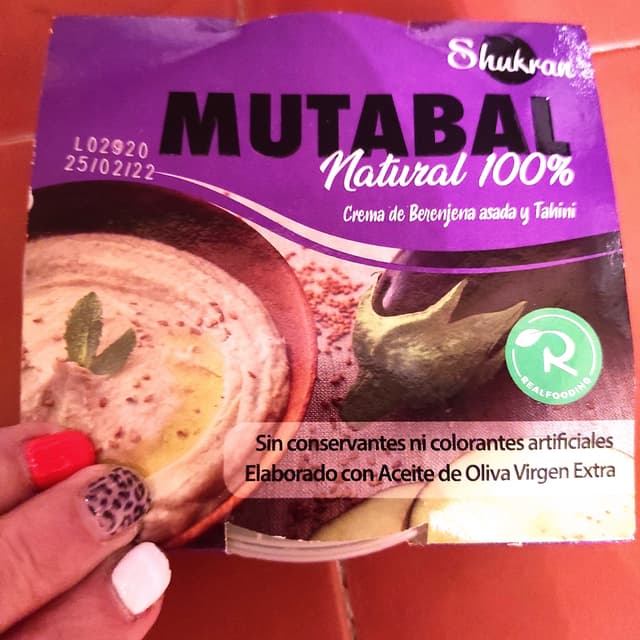 Shukran
MUTABAL
L02920
25/02/22
Natural 100%
Crema de Berenjena asada y Tahini
R
REALFOODING
Sin conservantes ni colorantes artificiales
Elaborado con Aceite de Oliva Virgen Extra